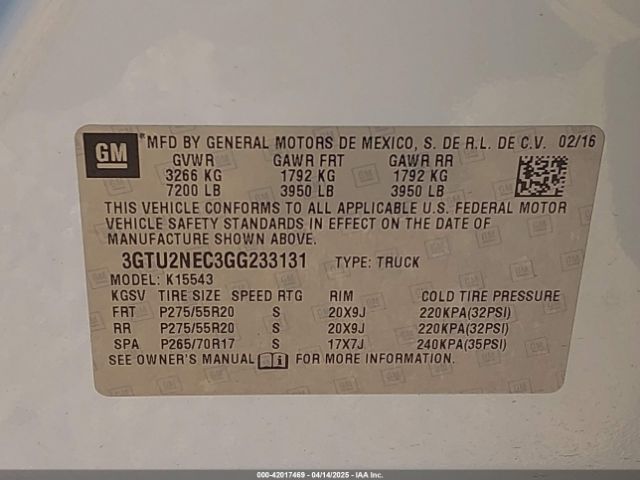 GM *MFD BY GENERAL MOTORS DE MEXICO, S. DE R.L. DE C.V. 02/16
GVWR GAWR FRT GAWR RR
3266 KG 1792 KG 1792 KG
7200 LB 3950 LB 3950 LB
THIS VEHICLE CONFORMS TO ALL APPLICABLE U.S. FEDERAL MOTOR
VEHICLE SAFETY STANDARDS IN EFFECT ON THE DATE OF
MANUFACTURE SHOWN ABOVE.
3GTU2NEC3GG233131 TYPE: TRUCK
MODEL: K15543
KGSV TIRE SIZE SPEED RTG RIM COLD TIRE PRESSURE
FRT P275/55R20 S 20X9J 220KPA(32PSI)
RR P275/55R20 S 20X9J 220KPA(32PSI)
SPA P265/70R17 S 17X7J 240KPA(35PSI)
SEE OWNER'S MANUAL FOR MORE INFORMATION.
000-42017469 - 04/14/2025 - IAA Inc.